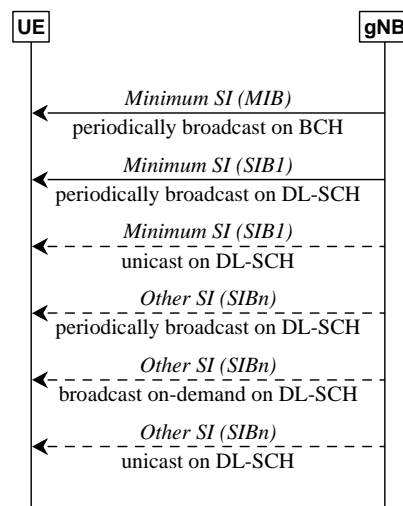 UE gNB
Minimum SI (MIB)
periodically broadcast on BCH
Minimum SI (SIB1)
periodically broadcast on DL-SCH
Minimum SI (SIB1)
unicast on DL-SCH
Other SI (SIBn)
periodically broadcast on DL-SCH
Other SI (SIBn)
broadcast on-demand on DL-SCH
Other SI (SIBn)
unicast on DL-SCH